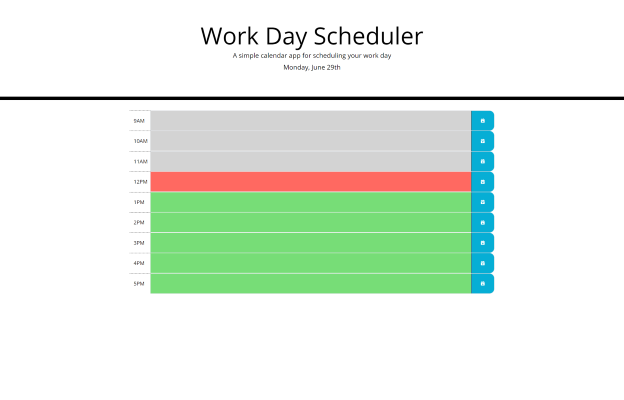 Work Day Scheduler
A simple calendar app for scheduling your work day
Monday, June 29th
9AM
10AM
11AM
12PM
1PM
2PM
3PM
4PM
5PM